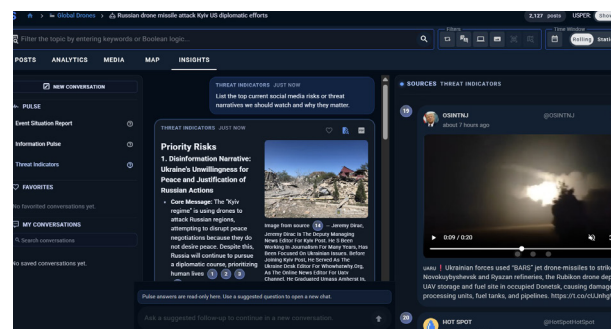 Global Drones > Russian drone missile attack Kyiv US diplomatic efforts
2,127 posts
USPER:
Filters
Time Window
Filter the topic by entering keywords or Boolean logic...
Rolling
POSTS ANALYTICS MEDIA MAP INSIGHTS
NEW CONVERSATION
PULSE
Event Situation Report
Information Pulse
Threat Indicators
FAVORITES
No favorited conversations yet.
MY CONVERSATIONS
Search conversations
No saved conversations yet.
THREAT INDICATORS JUST NOW
List the top current social media risks or threat
narratives we should watch and why they matter.
THREAT INDICATORS JUST NOW
Priority Risks
1. Disinformation Narrative:
Ukraine's Unwillingness for
Peace and Justification of
Russian Actions
• Core Message: The "Kyiv
regime" is using drones to
attack Russian regions,
attempting to disrupt peace
negotiations because they do
not desire peace. Despite this,
Russia will continue to pursue
a diplomatic course, prioritizing
human lives 1 2 3
Image from source 14 — Jeremy Dirac,
Jeremy Dirac Is The Deputy Managing
News Editor For Kyiv Post. He S Been
Working In Journalism For Many Years, Has
Been Focused On Ukrainian Issues. Before
Joining Kyiv Post, He Served As The
Ukraine Desk Editor For Whowhatwhy.Org,
As The Online News Editor For Uatv
Channel. He Graduated Umass Amherst In
Pulse answers are read-only here. Use a suggested question to open a new chat.
Ask a suggested followup to continue in a new conversation.
SOURCES THREAT INDICATORS
19
OSINTNJ
@OSINTNJ
about 7 hours ago
0:09 / 0:20
Ukrainian forces used "BARS" jet drone-missiles to strike
Novokuybyshevsk and Ryazan refineries, the Rubikon drone
UAV storage and fuel site in occupied Donetsk, causing damage
processing units, fuel tanks, and pipelines.
20
HOT SPOT
@HotSpotHotSpot